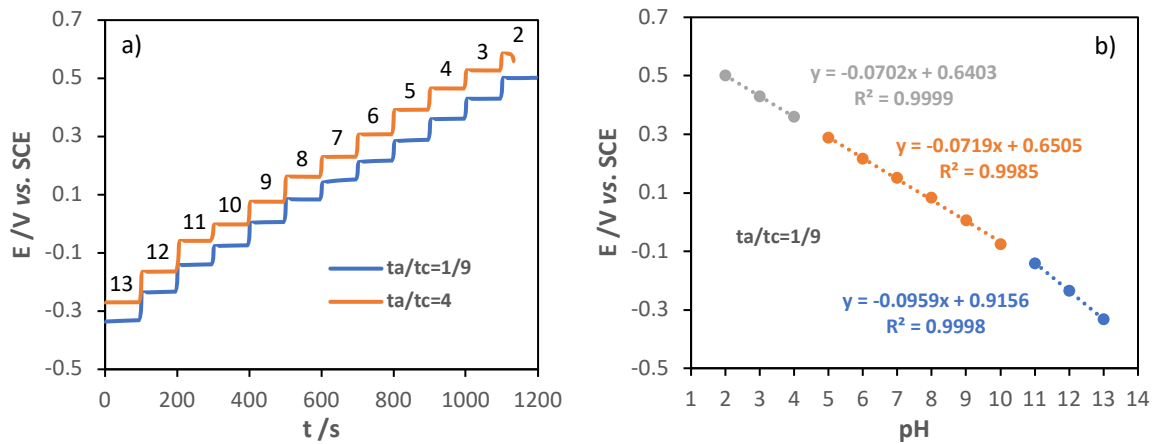 a)
E /V vs. SCE
0.7
0.5
0.3
0.1
-0.1
-0.3
-0.5
13
12
11
10
9
8
7
6
5
4
3
2
ta/tc=1/9
ta/tc=4
0
200
400
600
800
1000
1200
t /s
b)
E /V vs. SCE
0.7
0.5
0.3
0.1
-0.1
-0.3
-0.5
y = -0.0702x + 0.6403
R² = 0.9999
y = -0.0719x + 0.6505
R² = 0.9985
ta/tc=1/9
y = -0.0959x + 0.9156
R² = 0.9998
1 2 3 4 5 6 7 8 9 10 11 12 13 14
pH